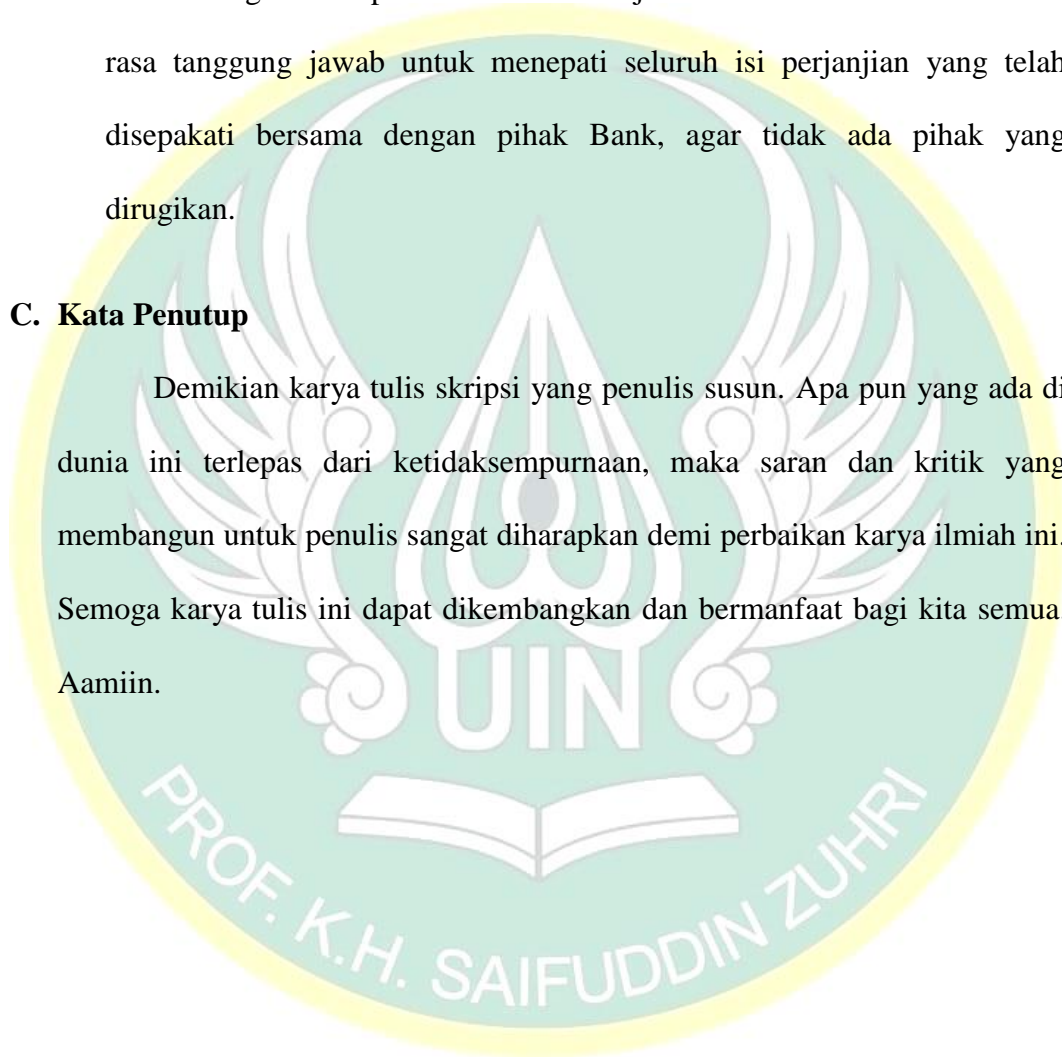 rasa tanggung jawab untuk menepati seluruh isi perjanjian yang telah
disepakati bersama dengan pihak Bank, agar tidak ada pihak yang
dirugikan.
C. Kata Penutup
Demikian karya tulis skripsi yang penulis susun. Apa pun yang ada di
dunia ini terlepas dari ketidaksempurnaan, maka saran dan kritik yang
membangun untuk penulis sangat diharapkan demi perbaikan karya ilmiah ini.
Semoga karya tulis ini dapat dikembangkan dan bermanfaat bagi kita semua
Aamiin.
UIN
PROF. K.H. SAIFUDDIN ZUHRI